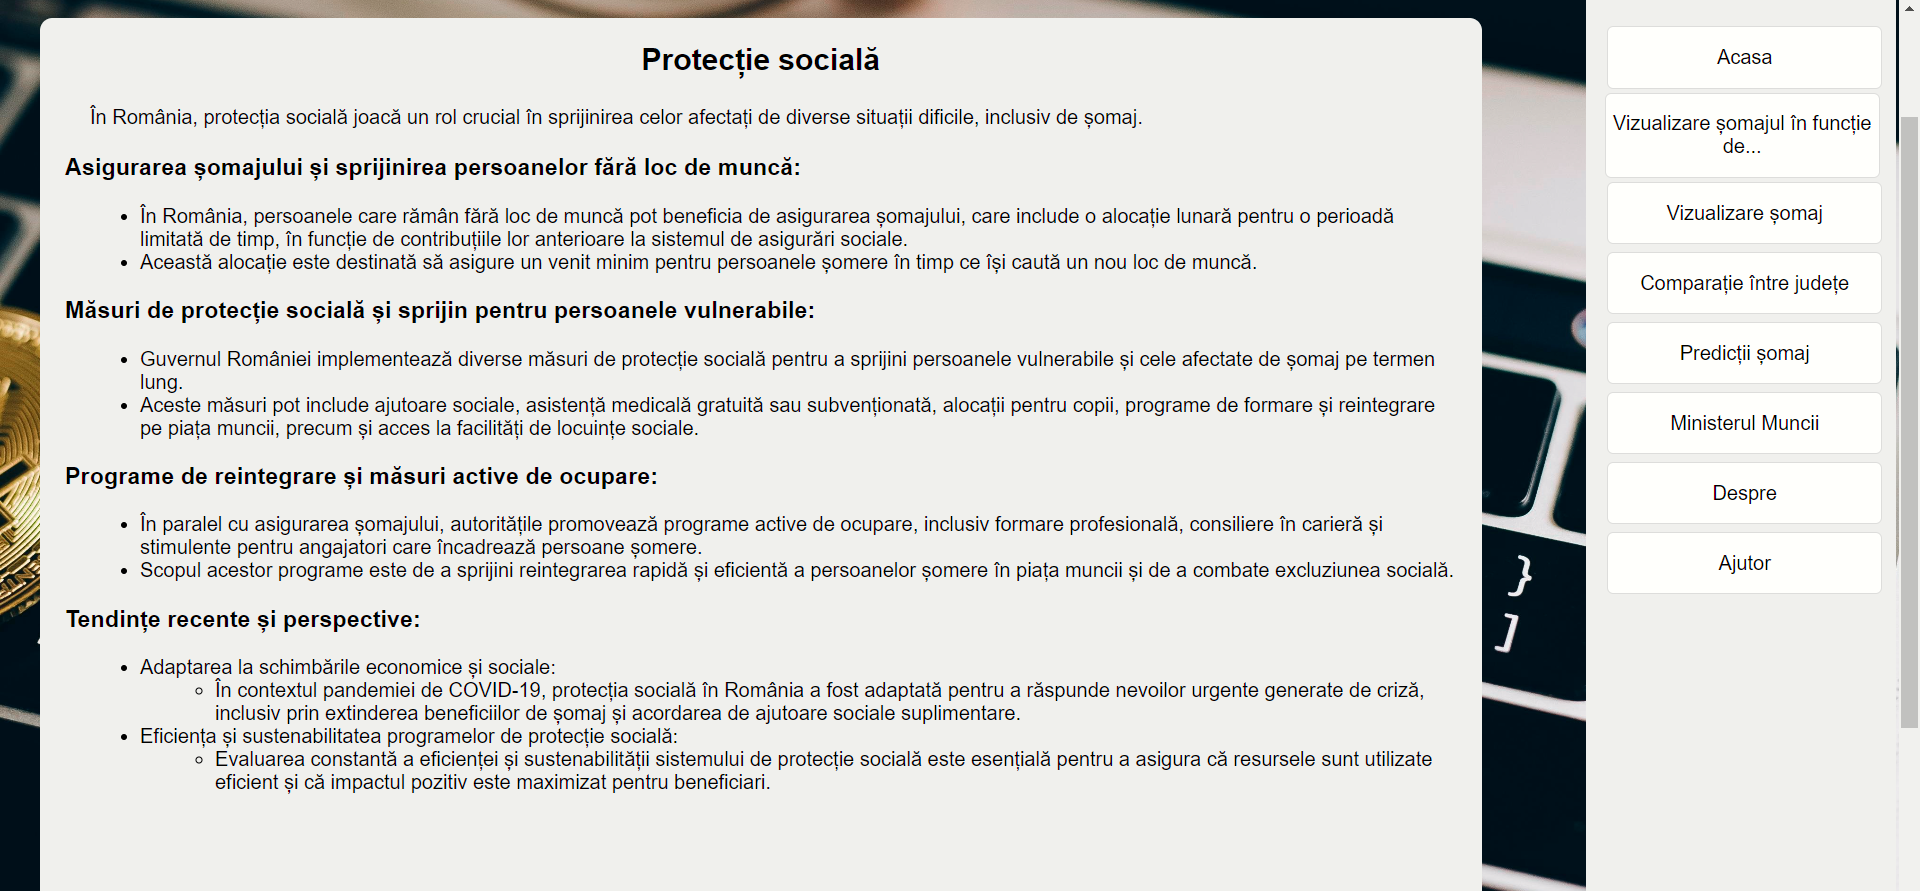 Protecție socială
În România, protecția socială joacă un rol crucial în sprijinirea celor afectați de diverse situații dificile, inclusiv de șomaj.
Asigurarea șomajului și sprijinirea persoanelor fără loc de muncă:
• În România, persoanele care rămân fără loc de muncă pot beneficia de asigurarea șomajului, care include o alocație lunară pentru o perioadă
limitată de timp, în funcție de contribuțiile lor anterioare la sistemul de asigurări sociale.
• Această alocație este destinată să asigure un venit minim pentru persoanele șomere în timp ce își caută un nou loc de muncă.
Măsuri de protecție socială și sprijin pentru persoanele vulnerabile:
• Guvernul României implementează diverse măsuri de protecție socială pentru a sprijini persoanele vulnerabile și cele afectate de șomaj pe termen
lung.
• Aceste măsuri pot include ajutoare sociale, asistență medicală gratuită sau subvenționată, alocații pentru copii, programe de formare și reintegrare
pe piața muncii, precum și acces la facilități de locuințe sociale.
Programe de reintegrare și măsuri active de ocupare:
• În paralel cu asigurarea șomajului, autoritățile promovează programe active de ocupare, inclusiv formare profesională, consiliere în carieră și
stimulente pentru angajatori care încadrează persoane șomere.
• Scopul acestor programe este de a sprijini reintegrarea rapidă și eficientă a persoanelor șomere în piața muncii și de a combate excluziunea socială.
Tendințe recente și perspective:
• Adaptarea la schimbările economice și sociale:
◦ În contextul pandemiei de COVID-19, protecția socială în România a fost adaptată pentru a răspunde nevoilor urgente generate de criză,
inclusiv prin extinderea beneficiilor de șomaj și acordarea de ajutoare sociale suplimentare.
• Eficiența și sustenabilitatea programelor de protecție socială:
◦ Evaluarea constantă a eficienței și sustenabilității sistemului de protecție socială este esențială pentru a asigura că resursele sunt utilizate
eficient și că impactul pozitiv este maximizat pentru beneficiari.
Acasa
Vizualizare șomajul în funcție
de...
Vizualizare șomaj
Comparație între județe
Predicții șomaj
Ministerul Muncii
Despre
Ajutor
}
]